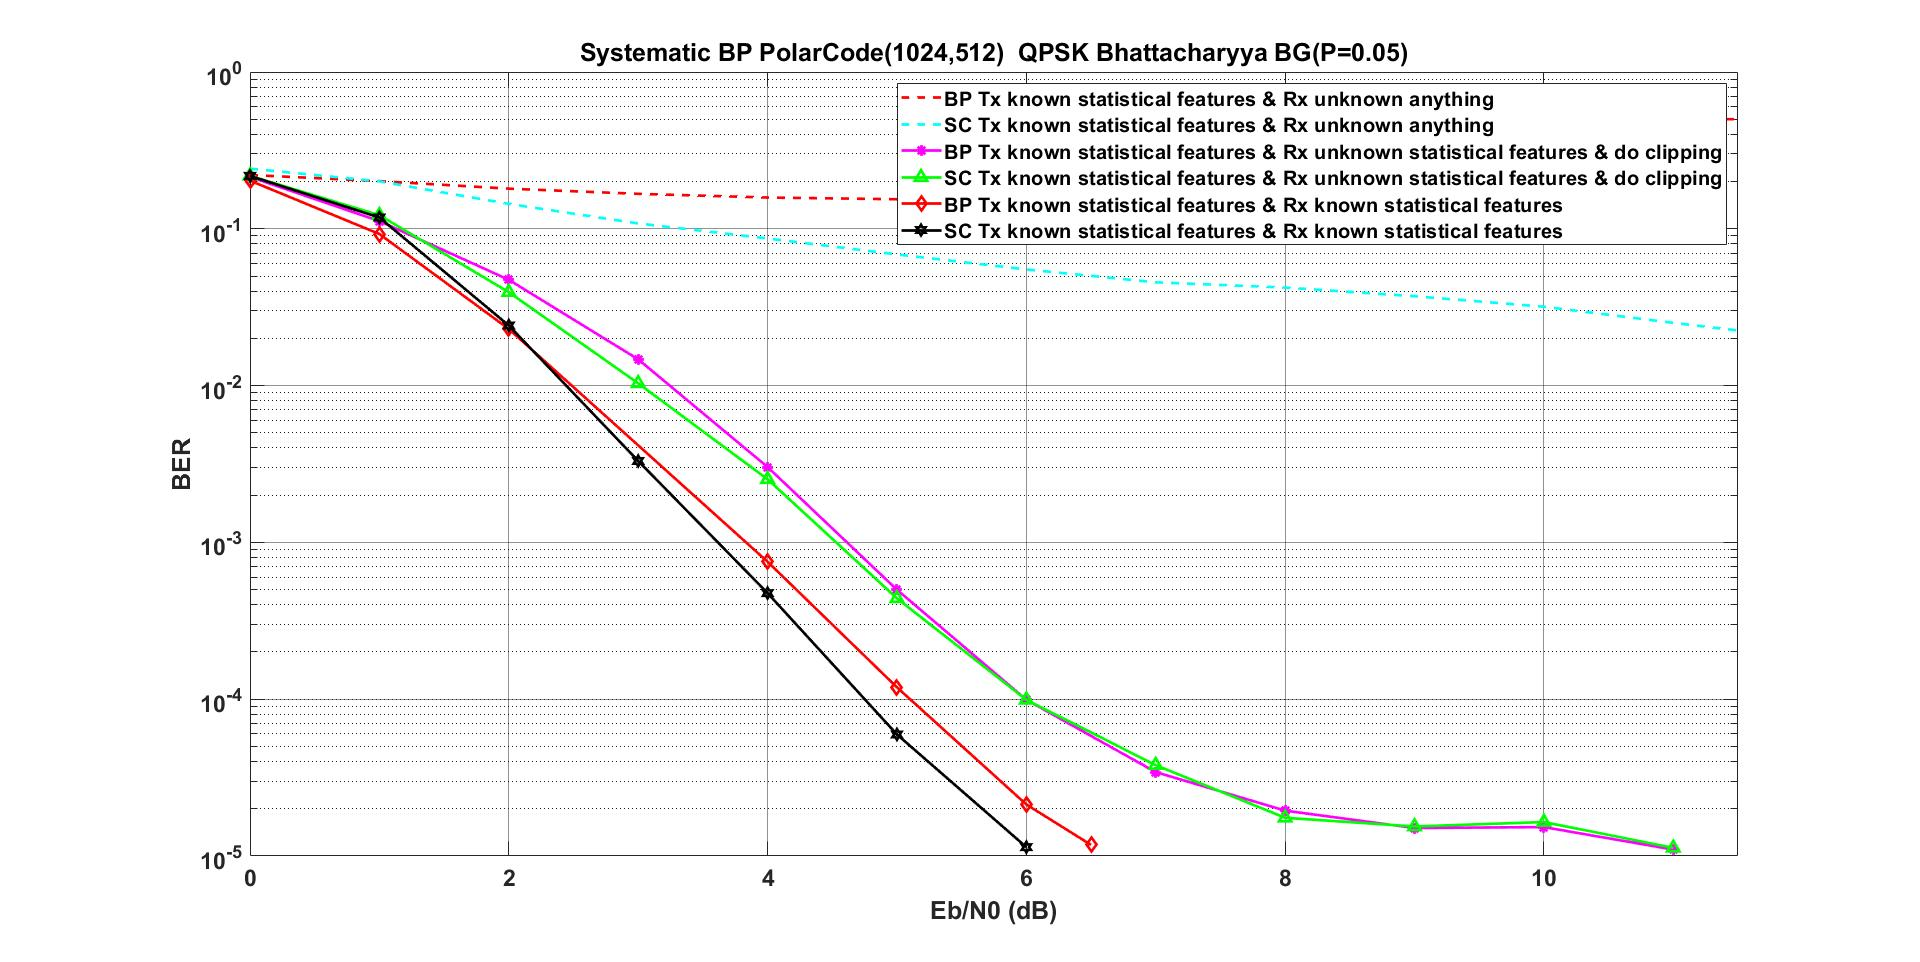 Systematic BP PolarCode(1024,512)  QPSK Bhattacharyya BG(P=0.05)
BP Tx known statistical features & Rx unknown anything
SC Tx known statistical features & Rx unknown anything
BP Tx known statistical features & Rx unknown statistical features & do clipping
SC Tx known statistical features & Rx unknown statistical features & do clipping
BP Tx known statistical features & Rx known statistical features
SC Tx known statistical features & Rx known statistical features
10^0
10^-1
10^-2
10^-3
10^-4
10^-5
BER
0 2 4 6 8 10
Eb/N0 (dB)